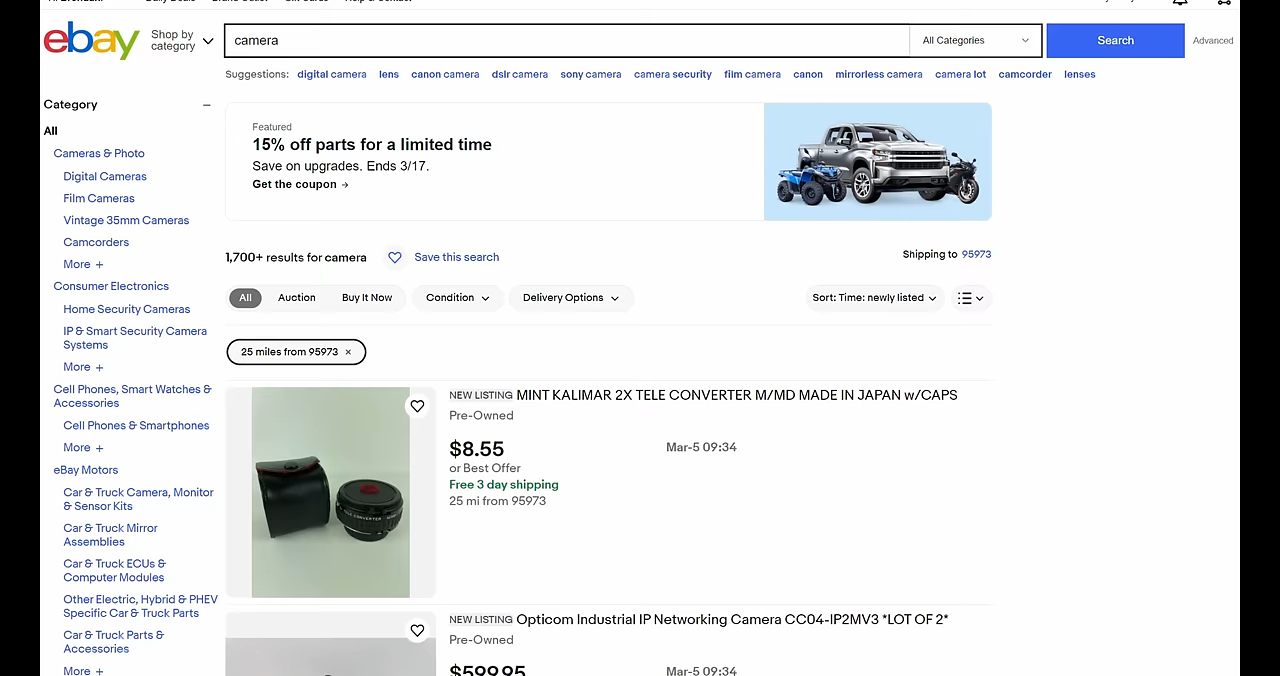 ebay
Shop by
category
camera
All Categories
Search
Advanced
Suggestions: digital camera lens canon camera dslr camera sony camera camera security film camera canon mirrorless camera camera lot camcorder lenses
Category
All
Cameras & Photo
Digital Cameras
Film Cameras
Vintage 35mm Cameras
Camcorders
More +
Consumer Electronics
Home Security Cameras
IP & Smart Security Camera
Systems
More +
Cell Phones, Smart Watches &
Accessories
Cell Phones & Smartphones
More +
eBay Motors
Car & Truck Camera, Monitor
& Sensor Kits
Car & Truck Mirror
Assemblies
Car & Truck ECUs &
Computer Modules
Other Electric, Hybrid & PHEV
Specific Car & Truck Parts
Car & Truck Parts &
Accessories
More +
Featured
15% off parts for a limited time
Save on upgrades. Ends 3/17.
Get the coupon →
1,700+ results for camera
Save this search
Shipping to 95973
All
Auction
Buy It Now
Condition
Delivery Options
Sort: Time: newly listed
25 miles from 95973 ×
NEW LISTING MINT KALIMAR 2X TELE CONVERTER M/MD MADE IN JAPAN w/CAPS
Pre-Owned
$8.55
Mar-5 09:34
or Best Offer
Free 3 day shipping
25 mi from 95973
NEW LISTING Opticom Industrial IP Networking Camera CC04-IP2MV3 *LOT OF 2*
Pre-Owned
$599.95
Mar-5 09:34